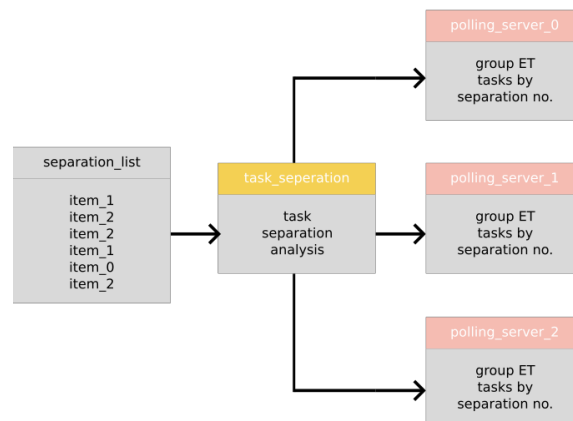 separation_list
item_1
item_2
item_2
item_1
item_0
item_2
task_seperation
task
separation
analysis
polling_server_0
group ET
tasks by
separation no.
polling_server_1
group ET
tasks by
separation no.
polling_server_2
group ET
tasks by
separation no.